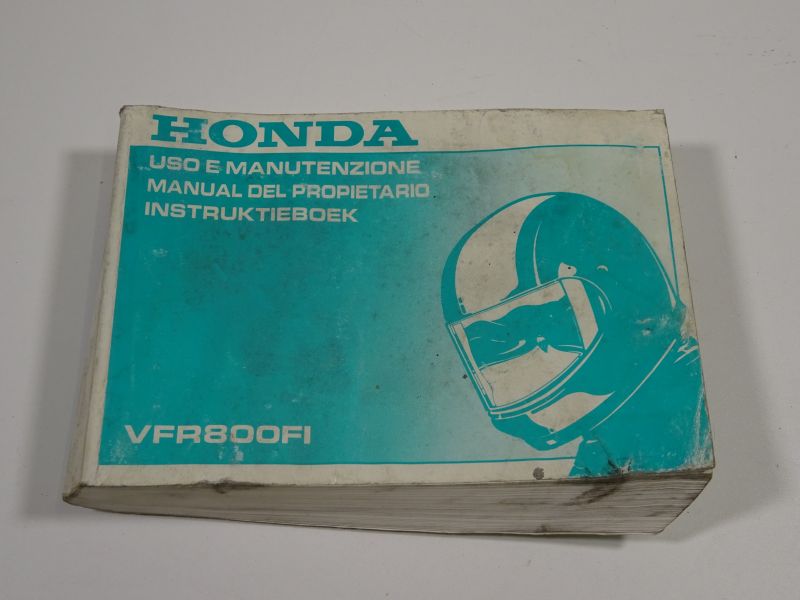 HONDA
USO E MANUTENZIONE
MANUAL DEL PROPIETARIO
INSTRUKTIEBOEK
VFR800FI